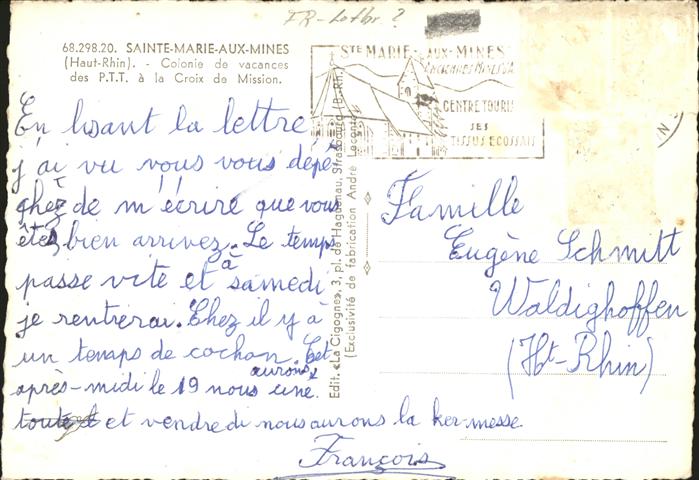 FR-Lothr ?
68.298.20. SAINTE-MARIE-AUX-MINES
(Haut-Rhin). - Colonie de vacances
des P.T.T. à la Croix de Mission.
STE MARIE AUX MINES
CENTRE TOURIS
SES
TISSUS ECOSSAIS
En lisant la lettre
j'ai vu vous vous dépê-
chez de m'écrire que vous
êtes bien arrivez. Le temps
passe vite et à samedi
je rentrerai. Chez il y à
un temps de cochon. Cet
après-midi le 19 nous aurons une
et vendredi nous aurons la ker-messe.
François
Edit. «La Cigogne», 3, pl. de Haguenau, Strasbourg (B.-Rh.)
(Exclusivité de fabrication André Leconte)
Famille
Eugène Schmitt
Waldighoffen
(Ht-Rhin)